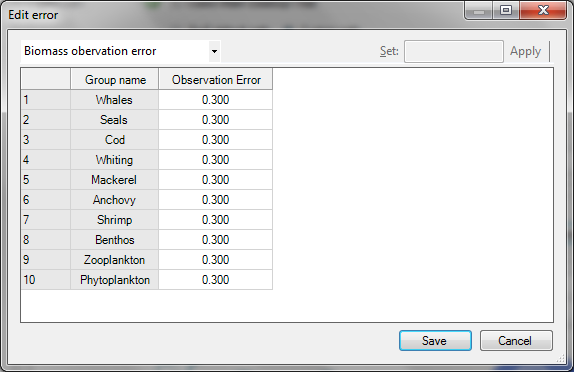 Edit error
Biomass obervation error Set: Apply
Group name Observation Error
1 Whales 0.300
2 Seals 0.300
3 Cod 0.300
4 Whiting 0.300
5 Mackerel 0.300
6 Anchovy 0.300
7 Shrimp 0.300
8 Benthos 0.300
9 Zooplankton 0.300
10 Phytoplankton 0.300
Save Cancel